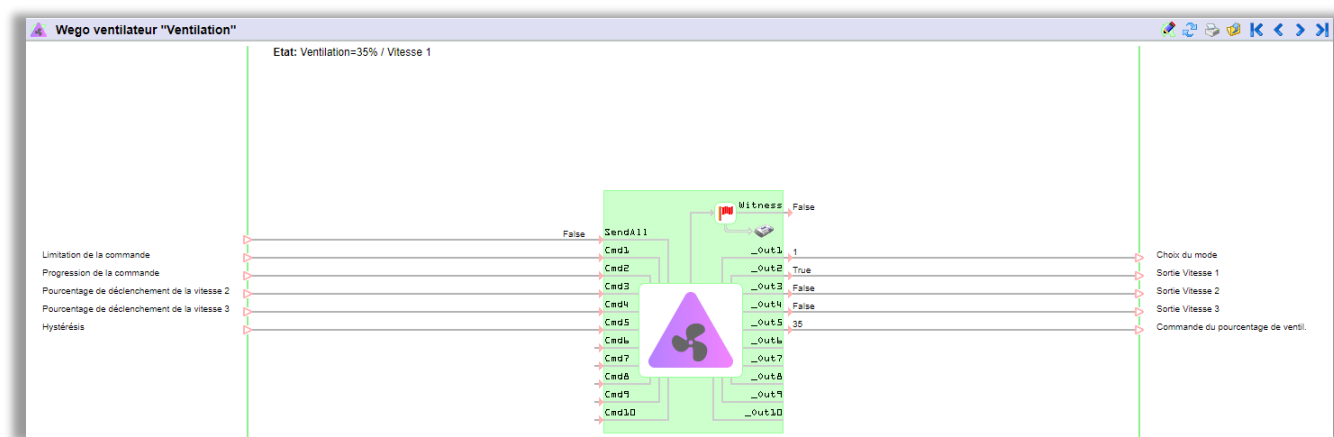 Wego ventilateur "Ventilation"
Etat: Ventilation=35% / Vitesse 1
Witness False
False SendAll
Limitation de la commande Cmd1 _Out1 1 Choix du mode
Progression de la commande Cmd2 _Out2 True Sortie Vitesse 1
Pourcentage de déclenchement de la vitesse 2 Cmd3 _Out3 False Sortie Vitesse 2
Pourcentage de déclenchement de la vitesse 3 Cmd4 _Out4 False Sortie Vitesse 3
Hystérésis Cmd5 _Out5 35 Commande du pourcentage de ventil.
Cmd6 _Out6
Cmd7 _Out7
Cmd8 _Out8
Cmd9 _Out9
Cmd10 _Out10